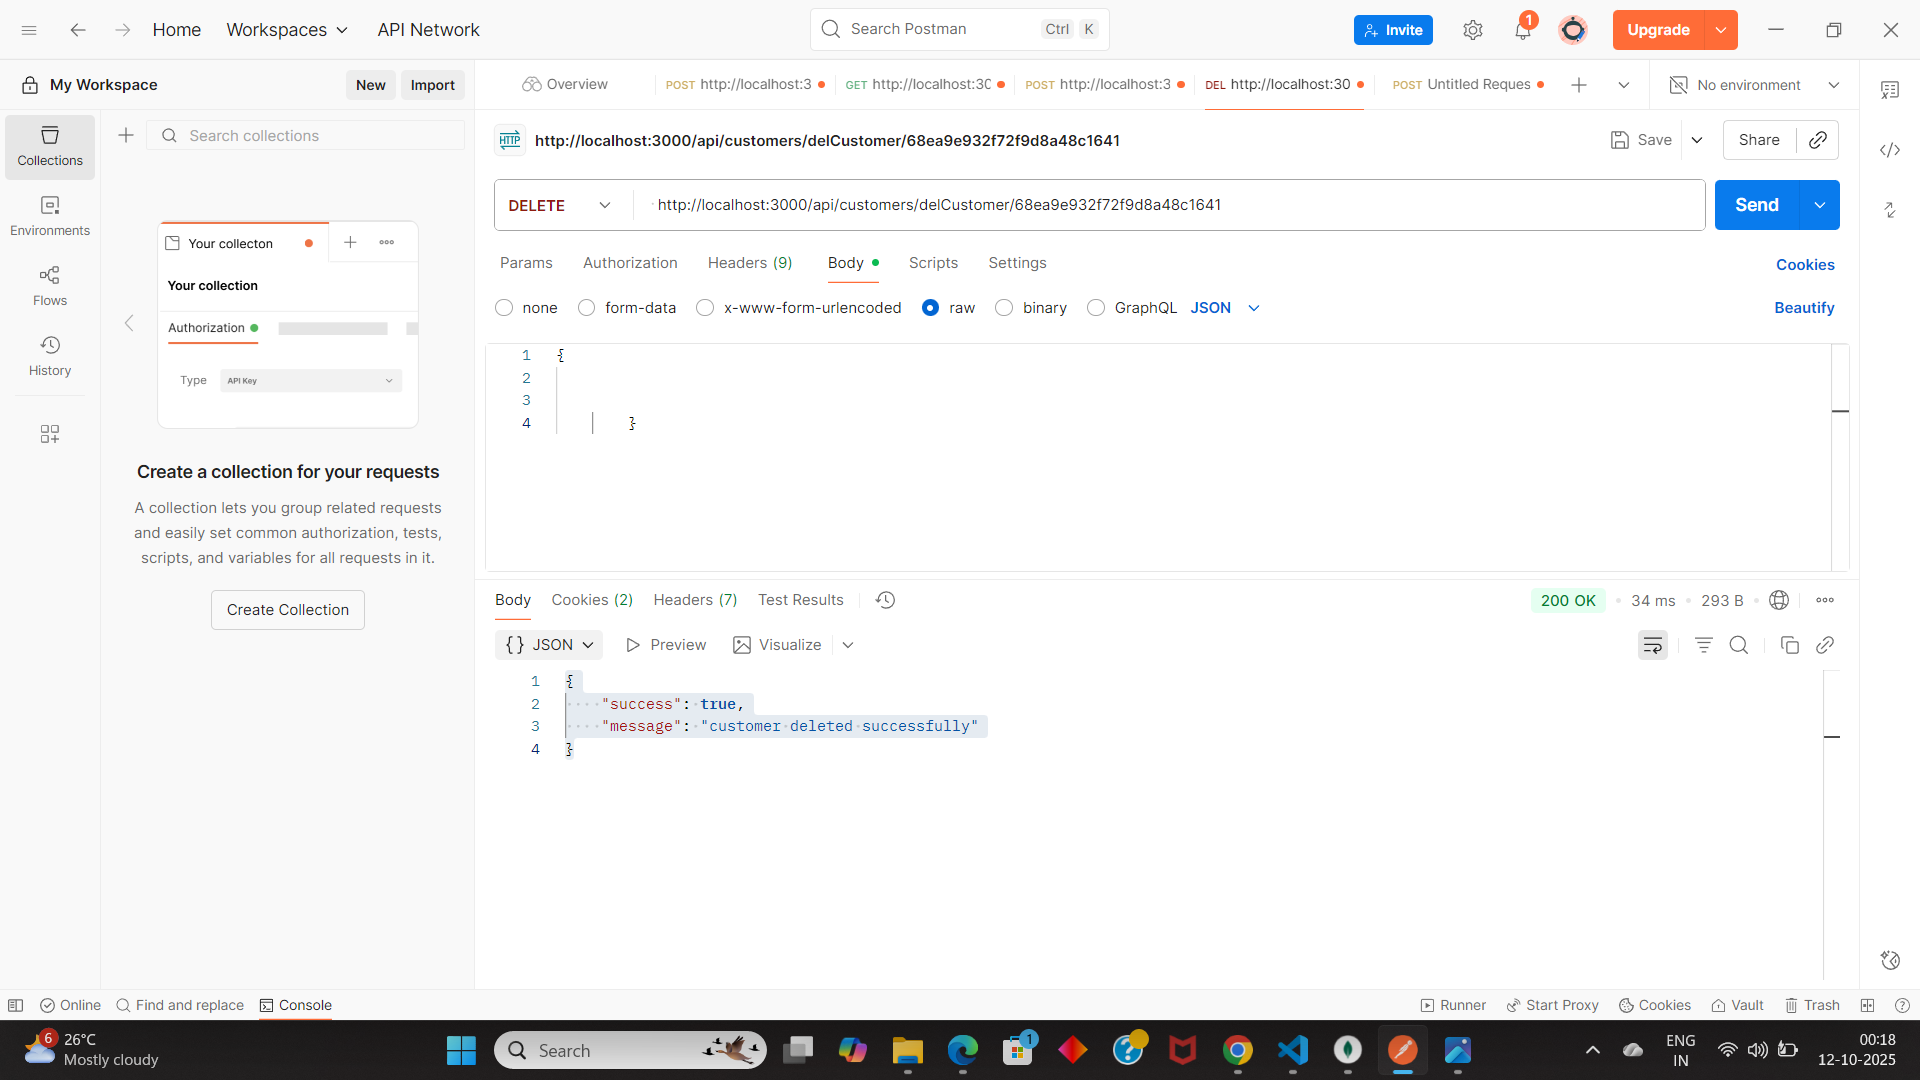 Home
Workspaces
API Network
Search Postman
Ctrl K
Invite
1
Upgrade
My Workspace
New
Import
Overview
POST http://localhost:3
GET http://localhost:30
POST http://localhost:3
DEL http://localhost:30
POST Untitled Reques
No environment
Collections
Environments
Flows
History
Search collections
Your collecton
Your collection
Authorization
Type
API Key
Create a collection for your requests
A collection lets you group related requests
and easily set common authorization, tests,
scripts, and variables for all requests in it.
Create Collection
HTTP
http://localhost:3000/api/customers/delCustomer/68ea9e932f72f9d8a48c1641
Save
Share
DELETE
http://localhost:3000/api/customers/delCustomer/68ea9e932f72f9d8a48c1641
Send
Params
Authorization
Headers (9)
Body
Scripts
Settings
Cookies
none
form-data
x-www-form-urlencoded
raw
binary
GraphQL
JSON
Beautify
1 {
2
3
4 }
Body
Cookies (2)
Headers (7)
Test Results
200 OK
34 ms
293 B
{} JSON
Preview
Visualize
1 {
2 "success": true,
3 "message": "customer deleted successfully"
4 }
Online
Find and replace
Console
Runner
Start Proxy
Cookies
Vault
Trash
6
26°C
Mostly cloudy
Search
1
ENG
IN
00:18
12-10-2025